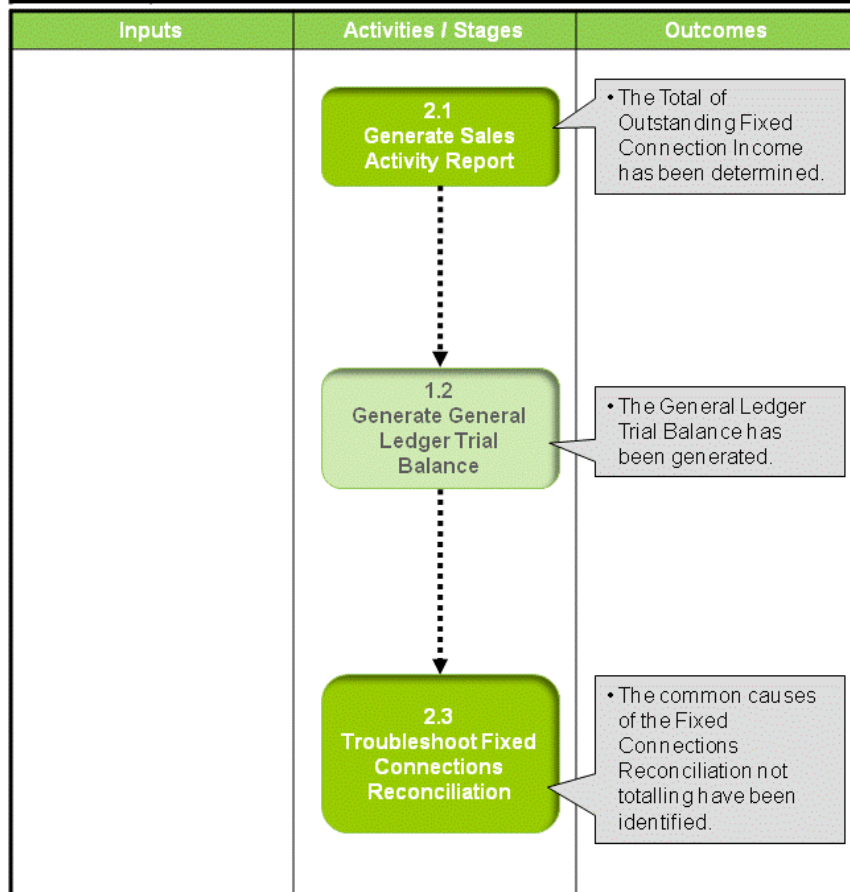 Inputs
Activities / Stages
Outcomes
2.1
Generate Sales
Activity Report
• The Total of
Outstanding Fixed
Connection Income
has been determined.
1.2
Generate General
Ledger Trial
Balance
• The General Ledger
Trial Balance has
been generated.
2.3
Troubleshoot Fixed
Connections
Reconciliation
• The common causes
of the Fixed
Connections
Reconciliation not
totalling have been
identified.